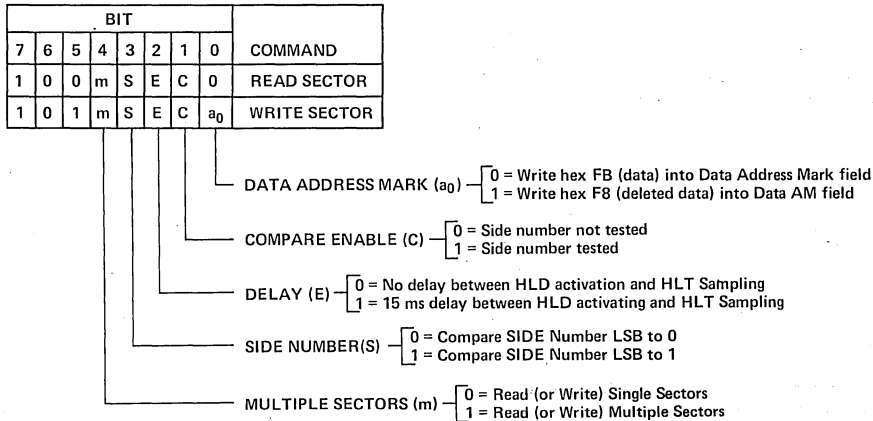 BIT
7 6 5 4 3 2 1 0 COMMAND
1 0 0 m S E C 0 READ SECTOR
1 0 1 m S E C a0 WRITE SECTOR
DATA ADDRESS MARK (a0) 0 = Write hex FB (data) into Data Address Mark field
1 = Write hex F8 (deleted data) into Data AM field
COMPARE ENABLE (C) 0 = Side number not tested
1 = Side number tested
DELAY (E) 0 = No delay between HLD activation and HLT Sampling
1 = 15 ms delay between HLD activating and HLT Sampling
SIDE NUMBER(S) 0 = Compare SIDE Number LSB to 0
1 = Compare SIDE Number LSB to 1
MULTIPLE SECTORS (m) 0 = Read (or Write) Single Sectors
1 = Read (or Write) Multiple Sectors